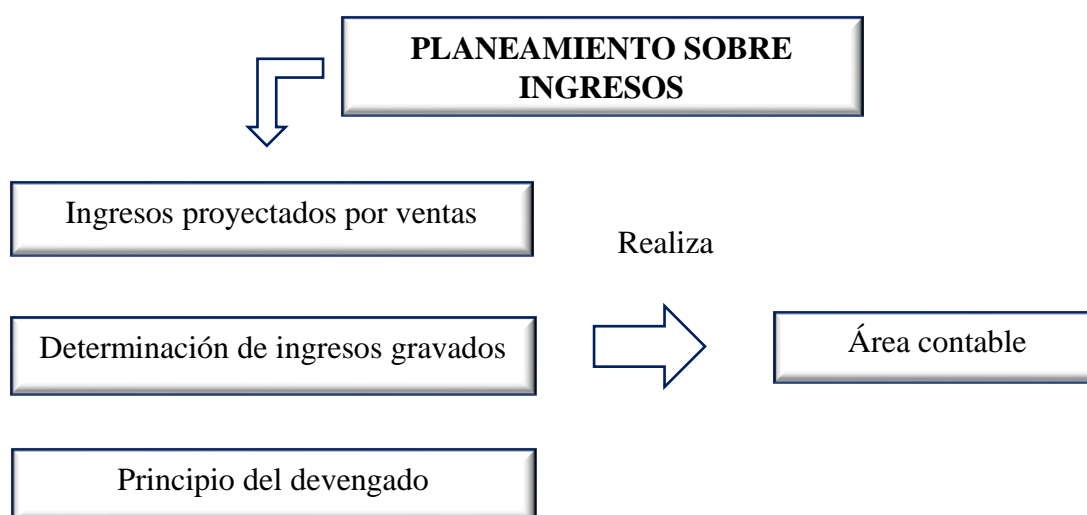 PLANEAMIENTO SOBRE
INGRESOS
Ingresos proyectados por ventas
Realiza
Determinación de ingresos gravados
Área contable
Principio del devengado